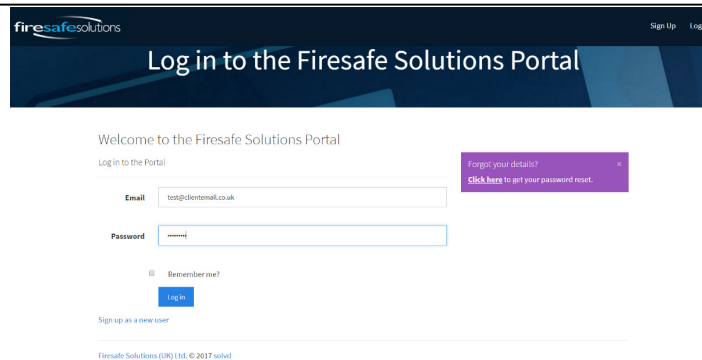 firesafesolutions
Sign Up
Log in to the Firesafe Solutions Portal
Welcome to the Firesafe Solutions Portal
Log in to the Portal
Forgot your details? ×
Click here to get your password reset.
Email test@clientemail.co.uk
Password •••••••••
Remember me?
Log in
Sign up as a new user
Firesafe Solutions (UK) Ltd. © 2017 solvd